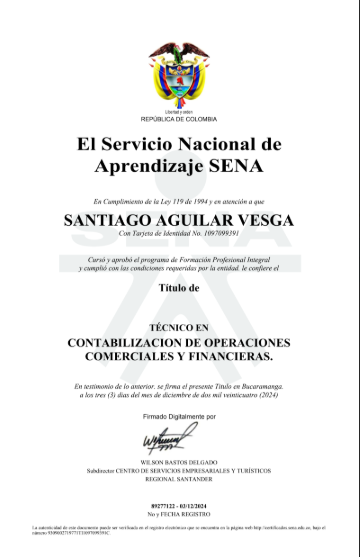 Libertad y orden
REPÚBLICA DE COLOMBIA
El Servicio Nacional de
Aprendizaje SENA
En Cumplimiento de la Ley 119 de 1994 y en atención a que
SENA
SANTIAGO AGUILAR VESGA
Con Tarjeta de Identidad No. 1097099391
Cursó y aprobó el programa de Formación Profesional Integral
y cumplió con las condiciones requeridas por la entidad. le confiere el
Título de
TÉCNICO EN
CONTABILIZACION DE OPERACIONES
COMERCIALES Y FINANCIERAS.
En testimonio de lo anterior. se firma el presente Título en Bucaramanga.
a los tres (3) días del mes de diciembre de dos mil veinticuatro (2024)
Firmado Digitalmente por
WILSON BASTOS DELGADO
Subdirector CENTRO DE SERVICIOS EMPRESARIALES Y TURÍSTICOS
REGIONAL SANTANDER
89277122 - 03/12/2024
No y FECHA REGISTRO
La autenticidad de este documento puede ser verificada en el registro electrónico que se encuentra en la página web http://certificados.sena.edu.co, bajo el
número